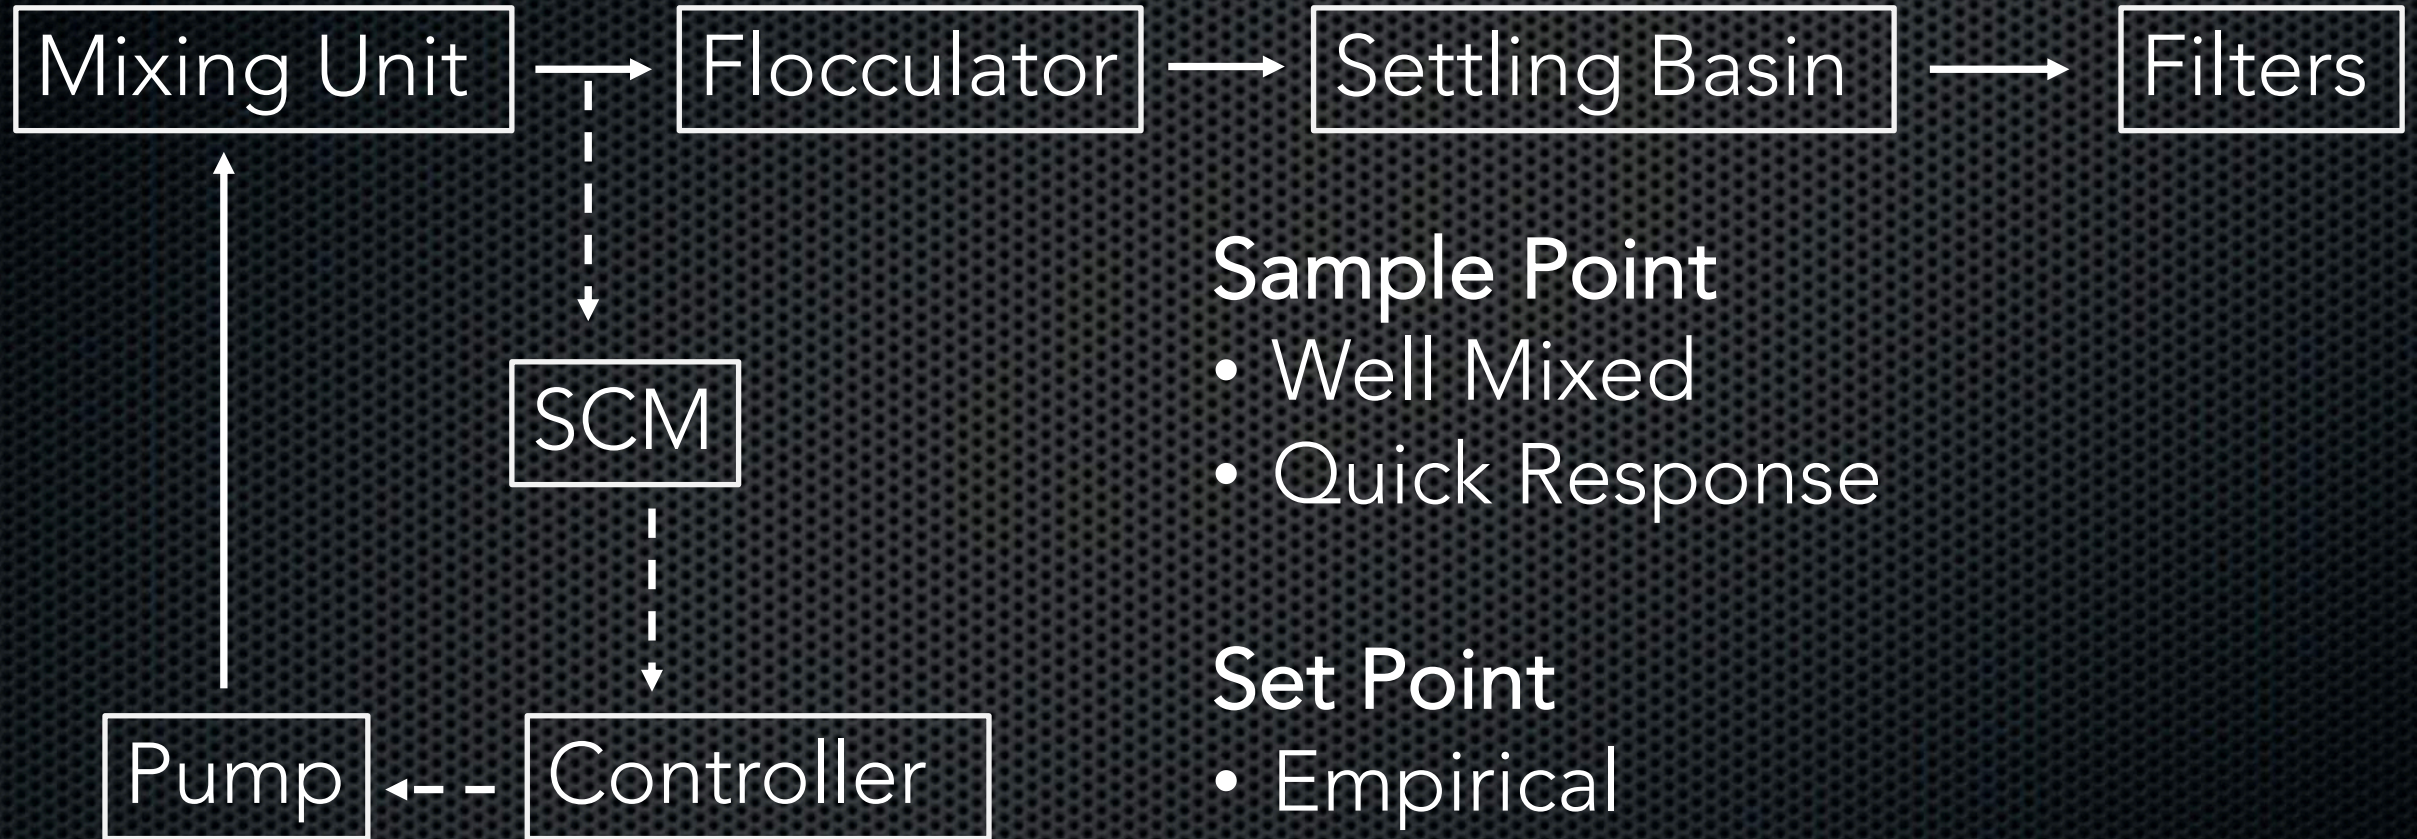 Mixing Unit
Flocculator
Settling Basin
Filters
SCM
Pump
Controller
Sample Point
• Well Mixed
• Quick Response
Set Point
• Empirical